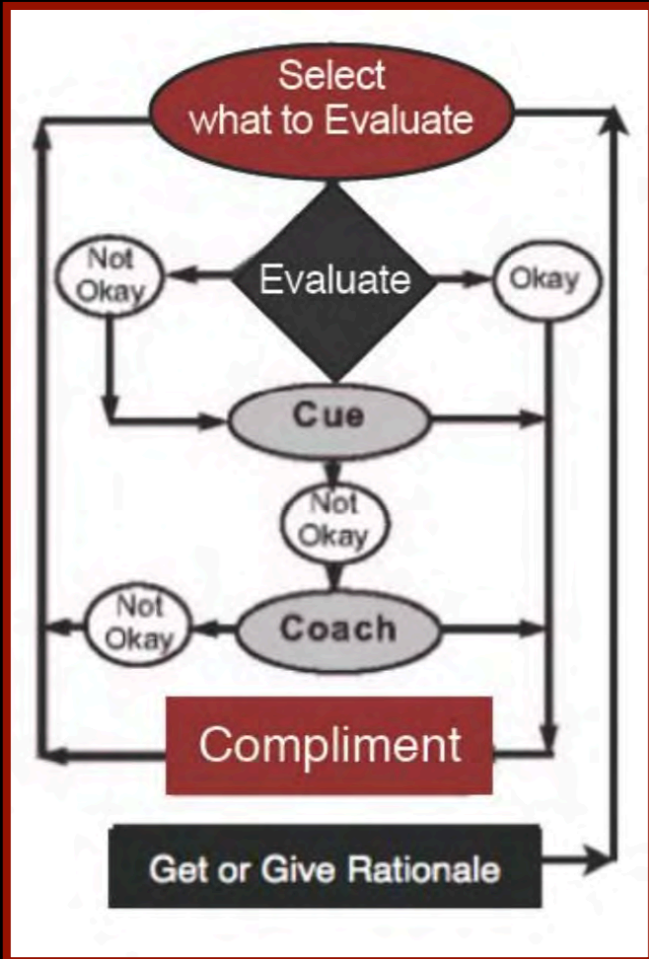 Select
what to Evaluate
Evaluate
Not
Okay
Okay
Cue
Not
Okay
Coach
Not
Okay
Compliment
Get or Give Rationale